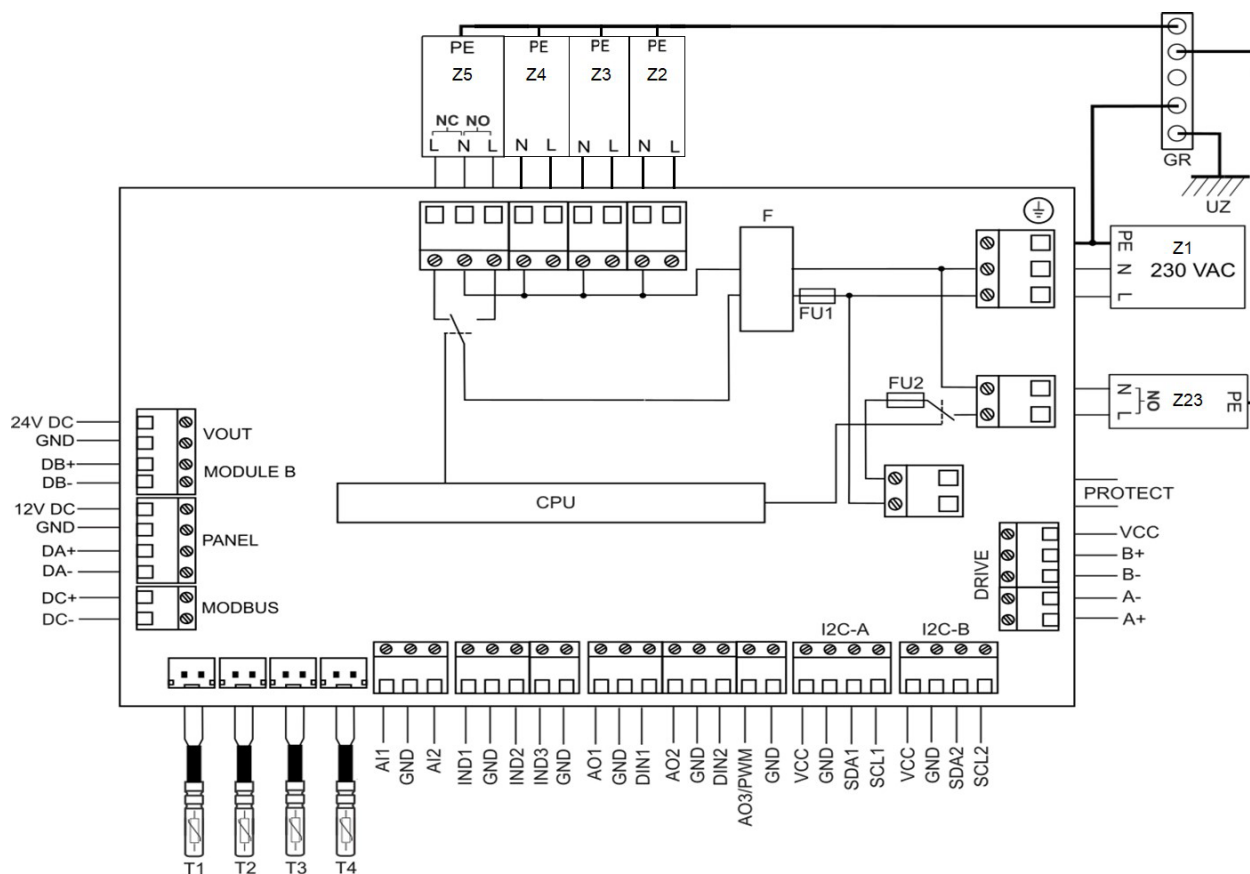 PE PE PE PE
Z5 Z4 Z3 Z2
NC NO
L N L N L N L N L
GR
UZ
F
PE
N
L
Z1
230 VAC
FU1
FU2
N
L
NO
Z23
PE
24V DC
GND
DB+
DB-
VOUT
MODULE B
12V DC
GND
DA+
DA-
PANEL
DC+
DC-
MODBUS
CPU
PROTECT
DRIVE
VCC
B+
B-
A-
A+
I2C-A I2C-B
AI1
GND
AI2
IND1
GND
IND2
IND3
GND
AO1
GND
DIN1
AO2
GND
DIN2
AO3/PWM
GND
VCC
GND
SDA1
SCL1
VCC
GND
SDA2
SCL2
T1 T2 T3 T4